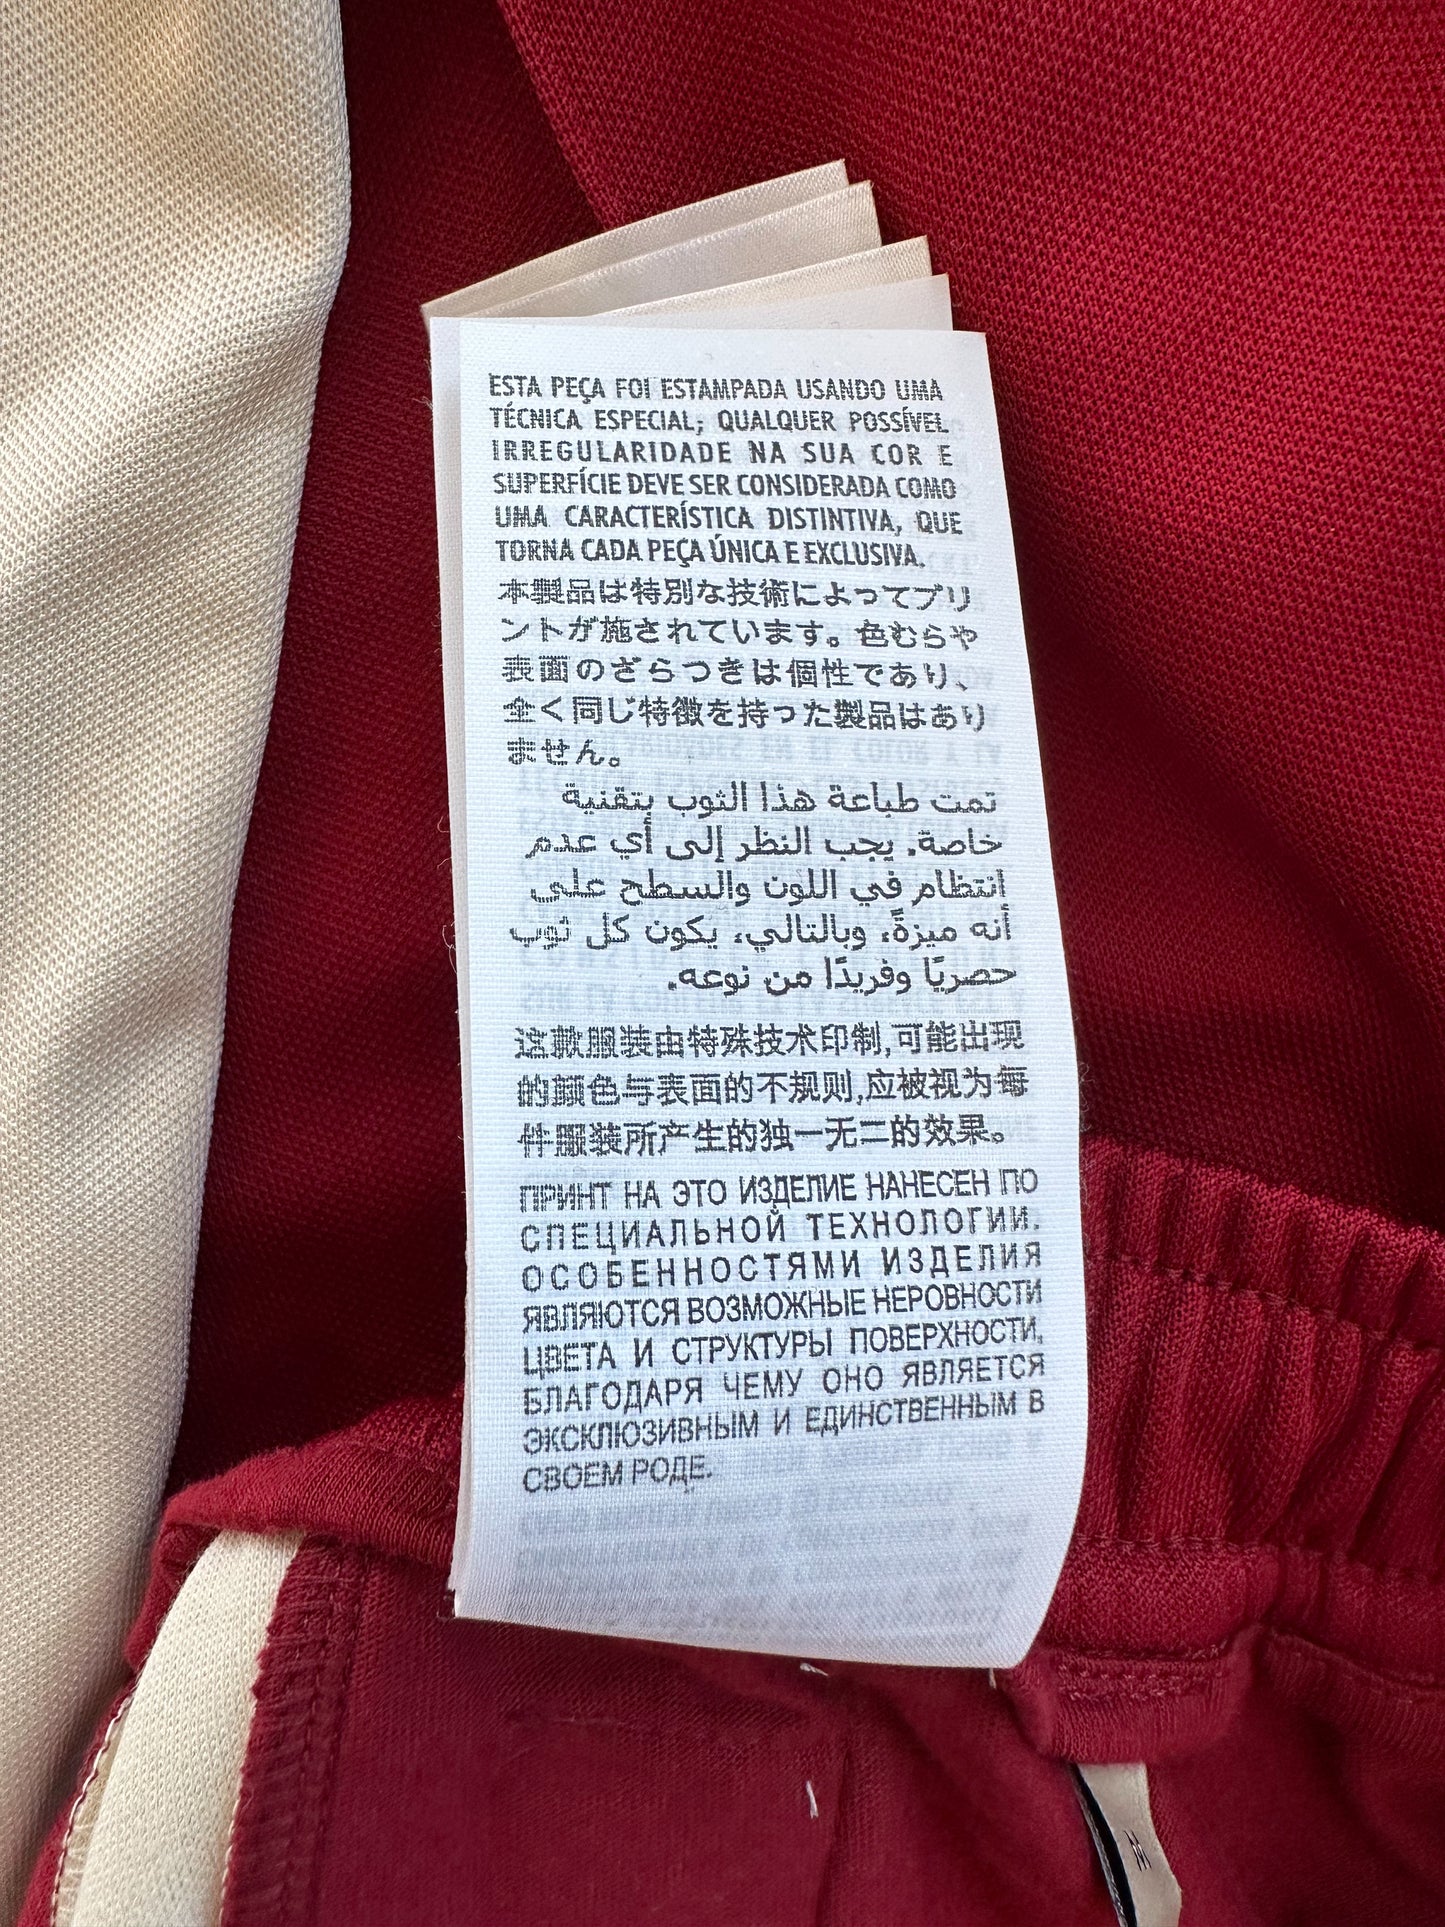 ESTA PEÇA FOI ESTAMPADA USANDO UMA
TÉCNICA ESPECIAL; QUALQUER POSSÍVEL
IRREGULARIDADE NA SUA COR E
SUPERFÍCIE DEVE SER CONSIDERADA COMO
UMA CARACTERÍSTICA DISTINTIVA, QUE
TORNA CADA PEÇA ÚNICA E EXCLUSIVA.
本製品は特別な技術によってプリ
ントが施されています。色むらや
表面のざらつきは個性であり、
全く同じ特徴を持った製品はあり
ません。
تمت طباعة هذا الثوب بتقنية
خاصة. يجب النظر إلى أي عدم
انتظام في اللون والسطح على
أنه ميزةً، وبالتالي، يكون كل ثوب
حصريًا وفريدًا من نوعه.
这款服装由特殊技术印制,可能出现
的颜色与表面的不规则,应被视为每
件服装所产生的独一无二的效果。
ПРИНТ НА ЭТО ИЗДЕЛИЕ НАНЕСЕН ПО
СПЕЦИАЛЬНОЙ ТЕХНОЛОГИИ.
ОСОБЕННОСТЯМИ ИЗДЕЛИЯ
ЯВЛЯЮТСЯ ВОЗМОЖНЫЕ НЕРОВНОСТИ
ЦВЕТА И СТРУКТУРЫ ПОВЕРХНОСТИ,
БЛАГОДАРЯ ЧЕМУ ОНО ЯВЛЯЕТСЯ
ЭКСКЛЮЗИВНЫМ И ЕДИНСТВЕННЫМ В
СВОЕМ РОДЕ.
M